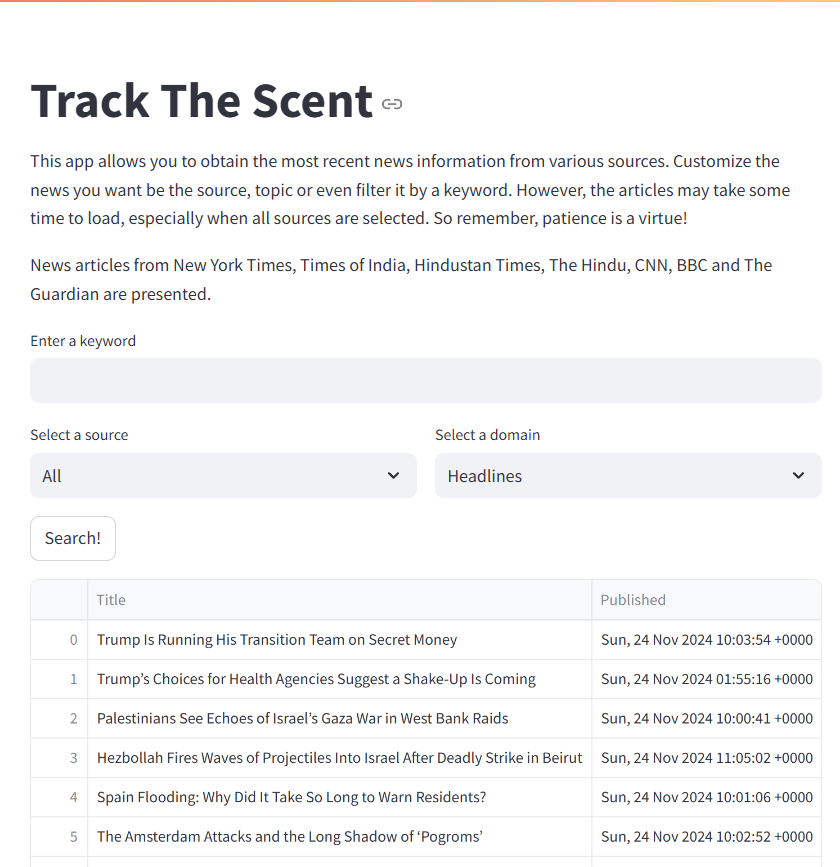 Track The Scent
This app allows you to obtain the most recent news information from various sources. Customize the
news you want be the source, topic or even filter it by a keyword. However, the articles may take some
time to load, especially when all sources are selected. So remember, patience is a virtue!
News articles from New York Times, Times of India, Hindustan Times, The Hindu, CNN, BBC and The
Guardian are presented.
Enter a keyword
Select a source Select a domain
All Headlines
Search!
Title Published
0 Trump Is Running His Transition Team on Secret Money Sun, 24 Nov 2024 10:03:54 +0000
1 Trump’s Choices for Health Agencies Suggest a Shake-Up Is Coming Sun, 24 Nov 2024 01:55:16 +0000
2 Palestinians See Echoes of Israel’s Gaza War in West Bank Raids Sun, 24 Nov 2024 10:00:41 +0000
3 Hezbollah Fires Waves of Projectiles Into Israel After Deadly Strike in Beirut Sun, 24 Nov 2024 11:05:02 +0000
4 Spain Flooding: Why Did It Take So Long to Warn Residents? Sun, 24 Nov 2024 10:01:06 +0000
5 The Amsterdam Attacks and the Long Shadow of ‘Pogroms’ Sun, 24 Nov 2024 10:02:52 +0000